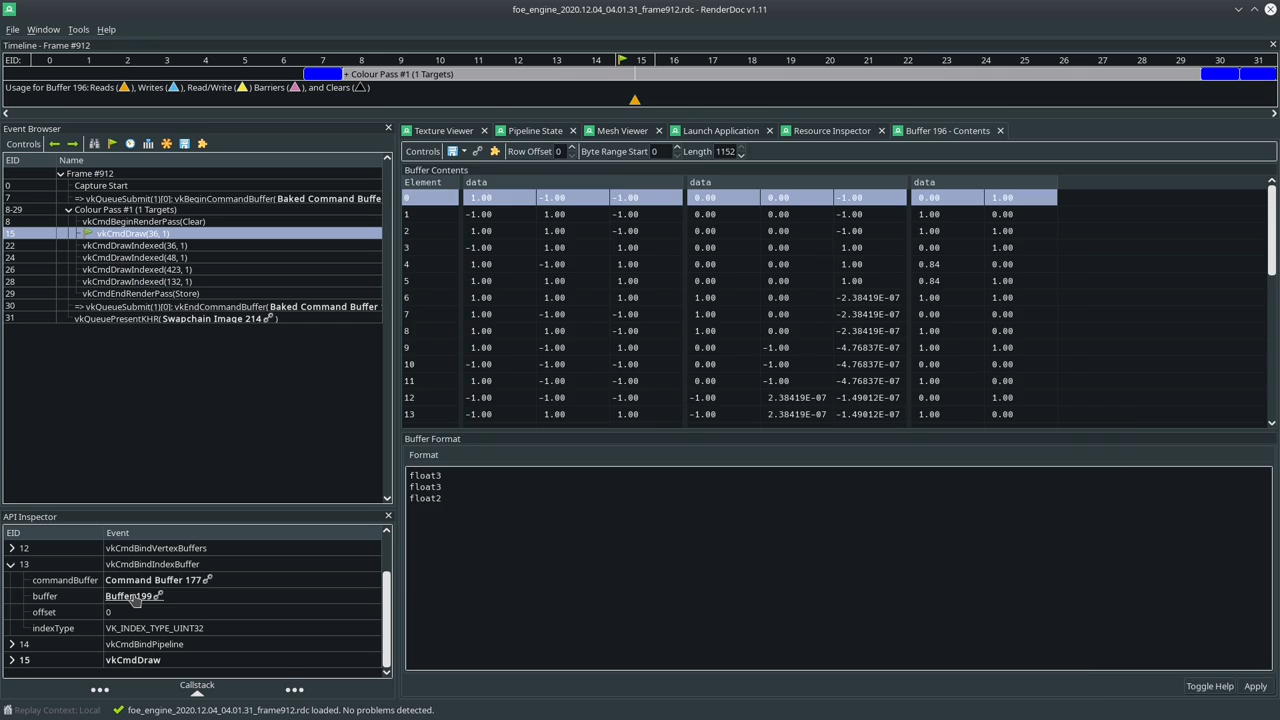 foe_engine_2020.12.04_04.01.31_frame912.rdc - RenderDoc v1.11
File Window Tools Help
Timeline - Frame #912
EID: 0 1 2 3 4 5 6 7 8 9 10 11 12 13 14 15 16 17 18 19 20 21 22 23 24 25 26 27 28 29 30 31
+ Colour Pass #1 (1 Targets)
Usage for Buffer 196: Reads ( ), Writes ( ), Read/Write ( ) Barriers ( ), and Clears ( )
Event Browser
Controls
EID Name
Frame #912
0 Capture Start
7 => vkQueueSubmit(1)[0]: vkBeginCommandBuffer( Baked Command Buffe
8-29 Colour Pass #1 (1 Targets)
8 vkCmdBeginRenderPass(Clear)
15 vkCmdDraw(36, 1)
22 vkCmdDrawIndexed(36, 1)
24 vkCmdDrawIndexed(48, 1)
26 vkCmdDrawIndexed(423, 1)
28 vkCmdDrawIndexed(132, 1)
29 vkCmdEndRenderPass(Store)
30 => vkQueueSubmit(1)[0]: vkEndCommandBuffer( Baked Command Buffer
31 vkQueuePresentKHR( Swapchain Image 214 )
Texture Viewer Pipeline State Mesh Viewer Launch Application Resource Inspector Buffer 196 - Contents
Controls Row Offset 0 Byte Range Start 0 Length 1152
Buffer Contents
Element data data data
0 1.00 -1.00 -1.00 0.00 0.00 -1.00 0.00 1.00
1 -1.00 1.00 -1.00 0.00 0.00 -1.00 1.00 0.00
2 1.00 1.00 -1.00 0.00 0.00 -1.00 0.00 0.00
3 -1.00 1.00 1.00 0.00 0.00 1.00 0.00 0.00
4 1.00 -1.00 1.00 0.00 0.00 1.00 0.84 0.00
5 1.00 1.00 1.00 0.00 0.00 1.00 0.84 0.00
6 1.00 1.00 1.00 1.00 0.00 -2.38419E-07 0.00 0.00
7 1.00 -1.00 -1.00 1.00 0.00 -2.38419E-07 1.00 1.00
8 1.00 1.00 -1.00 1.00 0.00 -2.38419E-07 1.00 0.00
9 1.00 -1.00 1.00 0.00 -1.00 -4.76837E-07 1.00 1.00
10 -1.00 -1.00 -1.00 0.00 -1.00 -4.76837E-07 0.00 0.00
11 1.00 -1.00 -1.00 0.00 -1.00 -4.76837E-07 1.00 0.00
12 -1.00 1.00 -1.00 -1.00 2.38419E-07 -1.49012E-07 1.00 0.00
13 -1.00 1.00 1.00 -1.00 2.38419E-07 -1.49012E-07 1.00 0.00
Buffer Format
Format
float3
float3
float2
API Inspector
EID Event
12 vkCmdBindVertexBuffers
13 vkCmdBindIndexBuffer
commandBuffer Command Buffer 177
buffer Buffer 199
offset 0
indexType VK_INDEX_TYPE_UINT32
14 vkCmdBindPipeline
15 vkCmdDraw
Callstack
Toggle Help Apply
Replay Context: Local foe_engine_2020.12.04_04.01.31_frame912.rdc loaded. No problems detected.